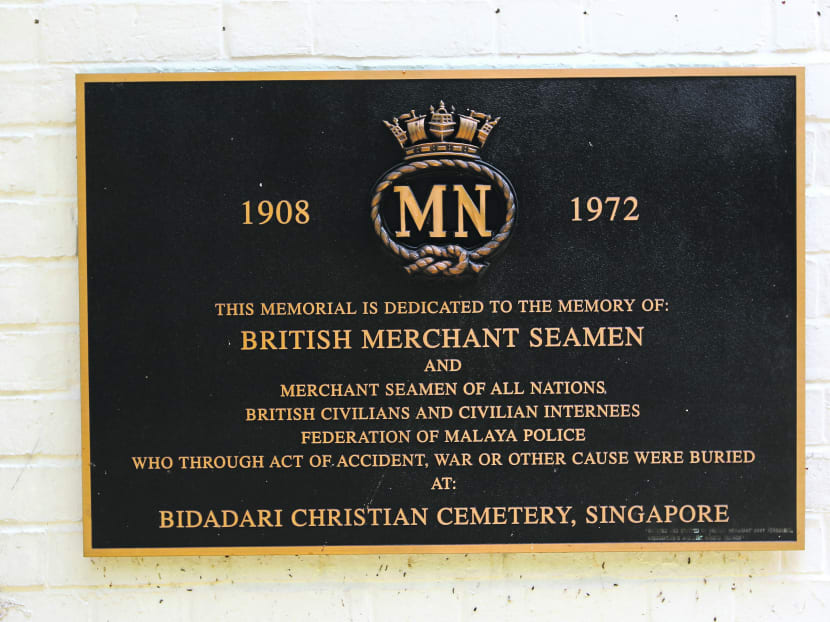 1908
MN
1972
THIS MEMORIAL IS DEDICATED TO THE MEMORY OF:
BRITISH MERCHANT SEAMEN
AND
MERCHANT SEAMEN OF ALL NATIONS,
BRITISH CIVILIANS AND CIVILIAN INTERNEES
FEDERATION OF MALAYA POLICE
WHO THROUGH ACT OF ACCIDENT, WAR OR OTHER CAUSE WERE BURIED
AT:
BIDADARI CHRISTIAN CEMETERY, SINGAPORE